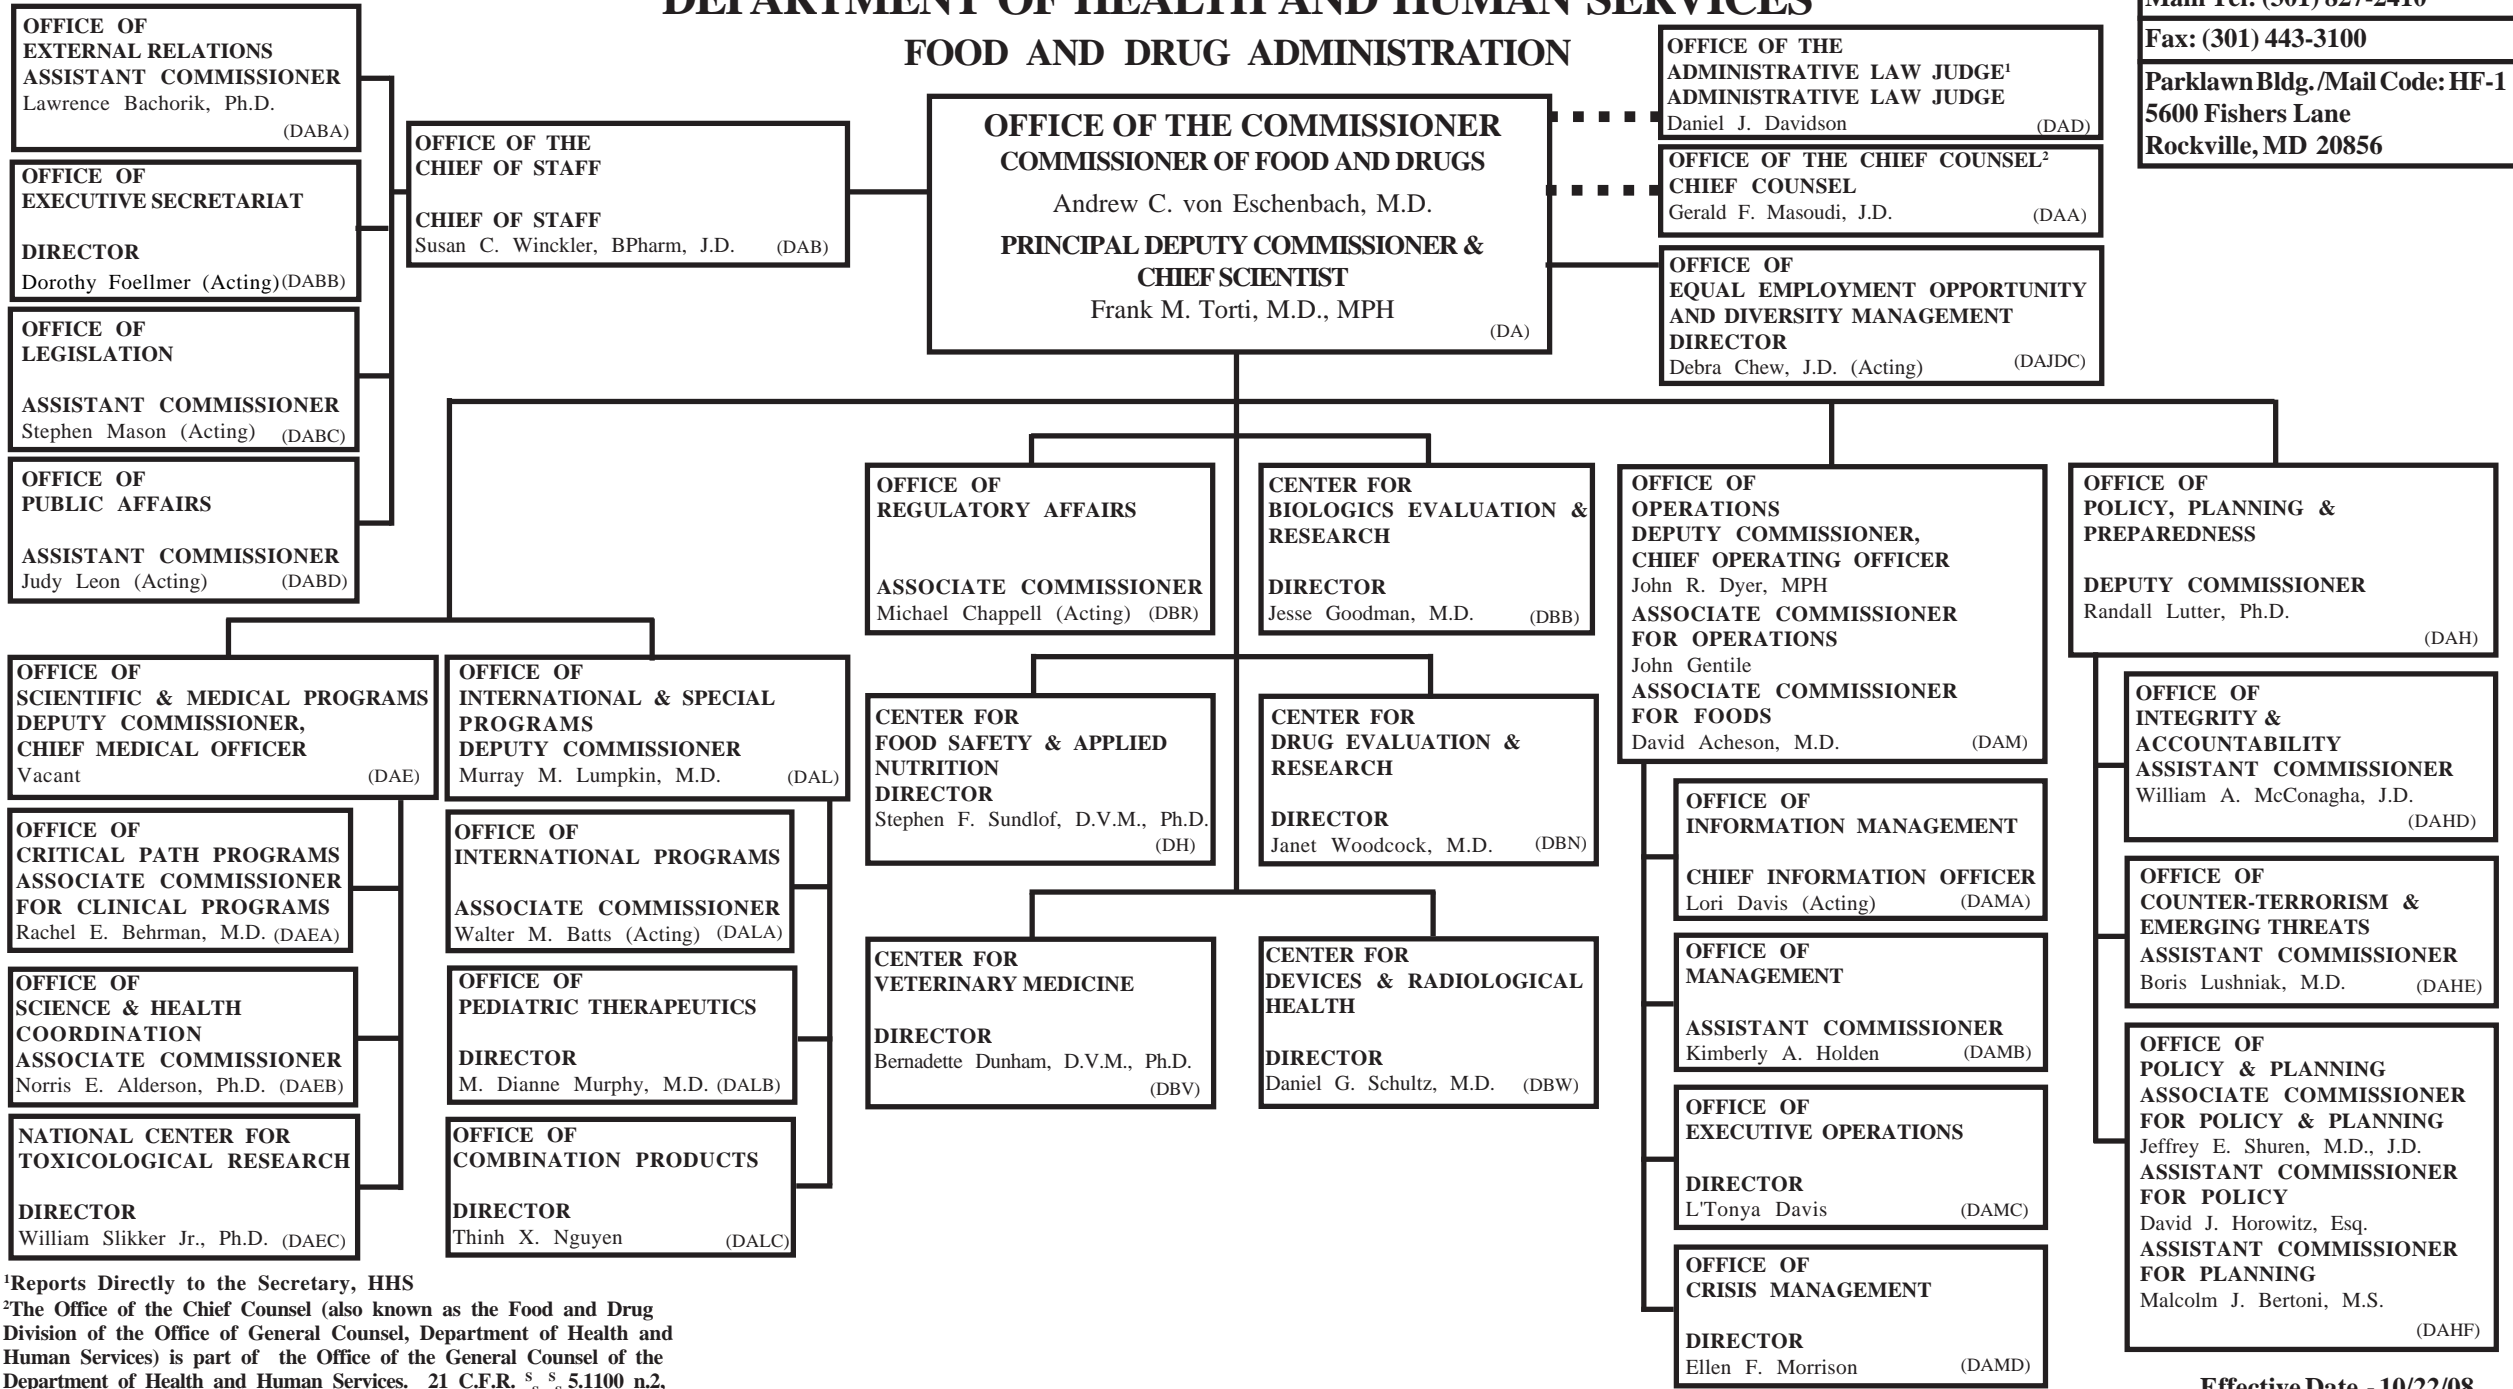 DEPARTMENT OF HEALTH AND HUMAN SERVICES
FOOD AND DRUG ADMINISTRATION
Main Tel: (301) 827-2410
Fax: (301) 443-3100
Parklawn Bldg. /Mail Code: HF-1
5600 Fishers Lane
Rockville, MD 20856
OFFICE OF
EXTERNAL RELATIONS
ASSISTANT COMMISSIONER
Lawrence Bachorik, Ph.D.
(DABA)
OFFICE OF
EXECUTIVE SECRETARIAT
DIRECTOR
Dorothy Foellmer (Acting) (DABB)
OFFICE OF
LEGISLATION
ASSISTANT COMMISSIONER
Stephen Mason (Acting) (DABC)
OFFICE OF
PUBLIC AFFAIRS
ASSISTANT COMMISSIONER
Judy Leon (Acting) (DABD)
OFFICE OF THE
CHIEF OF STAFF
CHIEF OF STAFF
Susan C. Winckler, BPharm, J.D. (DAB)
OFFICE OF THE COMMISSIONER
COMMISSIONER OF FOOD AND DRUGS
Andrew C. von Eschenbach, M.D.
PRINCIPAL DEPUTY COMMISSIONER &
CHIEF SCIENTIST
Frank M. Torti, M.D., MPH
(DA)
OFFICE OF THE
ADMINISTRATIVE LAW JUDGE¹
ADMINISTRATIVE LAW JUDGE
Daniel J. Davidson (DAD)
OFFICE OF THE CHIEF COUNSEL²
CHIEF COUNSEL
Gerald F. Masoudi, J.D. (DAA)
OFFICE OF
EQUAL EMPLOYMENT OPPORTUNITY
AND DIVERSITY MANAGEMENT
DIRECTOR
Debra Chew, J.D. (Acting) (DAJDC)
OFFICE OF
SCIENTIFIC & MEDICAL PROGRAMS
DEPUTY COMMISSIONER,
CHIEF MEDICAL OFFICER
Vacant (DAE)
OFFICE OF
CRITICAL PATH PROGRAMS
ASSOCIATE COMMISSIONER
FOR CLINICAL PROGRAMS
Rachel E. Behrman, M.D. (DAEA)
OFFICE OF
SCIENCE & HEALTH
COORDINATION
ASSOCIATE COMMISSIONER
Norris E. Alderson, Ph.D. (DAEB)
NATIONAL CENTER FOR
TOXICOLOGICAL RESEARCH
DIRECTOR
William Slikker Jr., Ph.D. (DAEC)
OFFICE OF
INTERNATIONAL & SPECIAL
PROGRAMS
DEPUTY COMMISSIONER
Murray M. Lumpkin, M.D. (DAL)
OFFICE OF
INTERNATIONAL PROGRAMS
ASSOCIATE COMMISSIONER
Walter M. Batts (Acting) (DALA)
OFFICE OF
PEDIATRIC THERAPEUTICS
DIRECTOR
M. Dianne Murphy, M.D. (DALB)
OFFICE OF
COMBINATION PRODUCTS
DIRECTOR
Thinh X. Nguyen (DALC)
OFFICE OF
REGULATORY AFFAIRS
ASSOCIATE COMMISSIONER
Michael Chappell (Acting) (DBR)
CENTER FOR
BIOLOGICS EVALUATION &
RESEARCH
DIRECTOR
Jesse Goodman, M.D. (DBB)
CENTER FOR
FOOD SAFETY & APPLIED
NUTRITION
DIRECTOR
Stephen F. Sundlof, D.V.M., Ph.D.
(DH)
CENTER FOR
DRUG EVALUATION &
RESEARCH
DIRECTOR
Janet Woodcock, M.D. (DBN)
CENTER FOR
VETERINARY MEDICINE
DIRECTOR
Bernadette Dunham, D.V.M., Ph.D.
(DBV)
CENTER FOR
DEVICES & RADIOLOGICAL
HEALTH
DIRECTOR
Daniel G. Schultz, M.D. (DBW)
OFFICE OF
OPERATIONS
DEPUTY COMMISSIONER,
CHIEF OPERATING OFFICER
John R. Dyer, MPH
ASSOCIATE COMMISSIONER
FOR OPERATIONS
John Gentile
ASSOCIATE COMMISSIONER
FOR FOODS
David Acheson, M.D. (DAM)
OFFICE OF
INFORMATION MANAGEMENT
CHIEF INFORMATION OFFICER
Lori Davis (Acting) (DAMA)
OFFICE OF
MANAGEMENT
ASSISTANT COMMISSIONER
Kimberly A. Holden (DAMB)
OFFICE OF
EXECUTIVE OPERATIONS
DIRECTOR
L'Tonya Davis (DAMC)
OFFICE OF
CRISIS MANAGEMENT
DIRECTOR
Ellen F. Morrison (DAMD)
OFFICE OF
POLICY, PLANNING &
PREPAREDNESS
DEPUTY COMMISSIONER
Randall Lutter, Ph.D.
(DAH)
OFFICE OF
INTEGRITY &
ACCOUNTABILITY
ASSISTANT COMMISSIONER
William A. McConagha, J.D.
(DAHD)
OFFICE OF
COUNTER-TERRORISM &
EMERGING THREATS
ASSISTANT COMMISSIONER
Boris Lushniak, M.D. (DAHE)
OFFICE OF
POLICY & PLANNING
ASSOCIATE COMMISSIONER
FOR POLICY & PLANNING
Jeffrey E. Shuren, M.D., J.D.
ASSISTANT COMMISSIONER
FOR POLICY
David J. Horowitz, Esq.
ASSISTANT COMMISSIONER
FOR PLANNING
Malcolm J. Bertoni, M.S.
(DAHF)
¹Reports Directly to the Secretary, HHS
²The Office of the Chief Counsel (also known as the Food and Drug
Division of the Office of General Counsel, Department of Health and
Human Services) is part of the Office of the General Counsel of the
Department of Health and Human Services. 21 C.F.R. §§ 5.1100 n.2,
Effective Date - 10/22/08